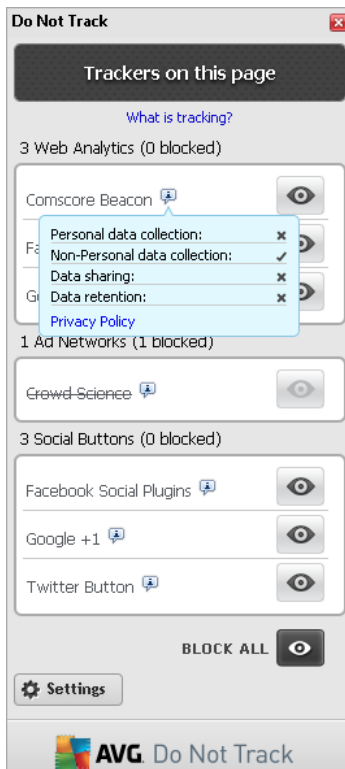 Do Not Track
Trackers on this page
What is tracking?
3 Web Analytics (0 blocked)
Comscore Beacon
Personal data collection:
Non-Personal data collection:
Data sharing:
Data retention:
Privacy Policy
1 Ad Networks (1 blocked)
Crowd Science
3 Social Buttons (0 blocked)
Facebook Social Plugins
Google +1
Twitter Button
BLOCK ALL
Settings
AVG. Do Not Track